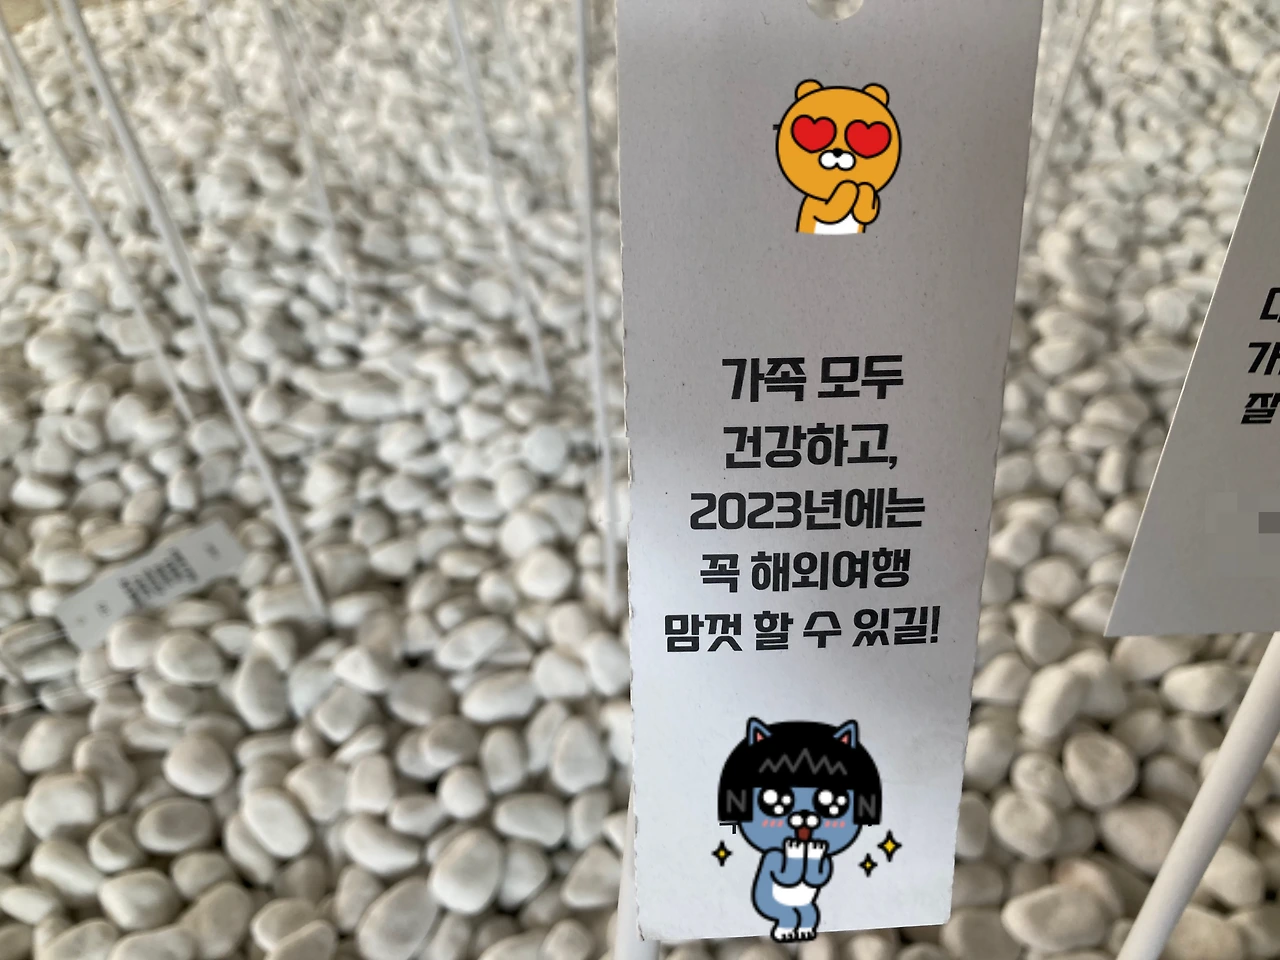 가족 모두
건강하고,
2023년에는
꼭 해외여행
맘껏 할 수 있길!
N N
잘